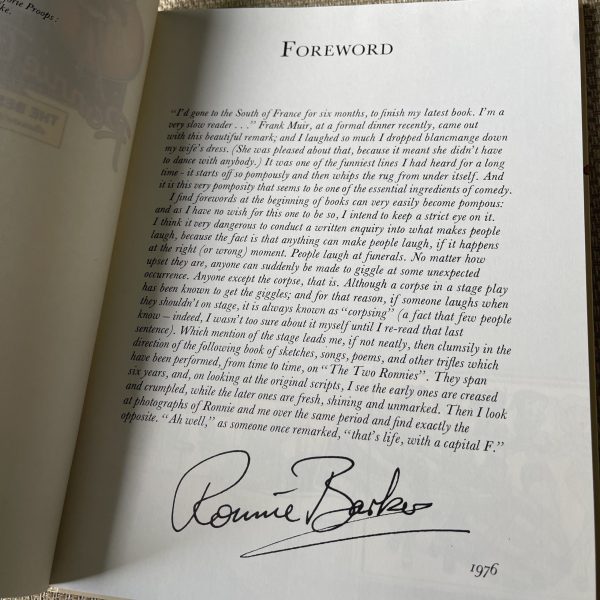 orie Proops:
ke.
FOREWORD
"I'd gone to the South of France for six months, to finish my latest book. I'm a
very slow reader . . ." Frank Muir, at a formal dinner recently, came out
with this beautiful remark; and I laughed so much I dropped blancmange down
my wife's dress. (She was pleased about that, because it meant she didn't have
to dance with anybody.) It was one of the funniest lines I had heard for a long
time - it starts off so pompously and then whips the rug from under itself. And
it is this very pomposity that seems to be one of the essential ingredients of comedy.
I find forewords at the beginning of books can very easily become pompous:
and as I have no wish for this one to be so, I intend to keep a strict eye on it.
I think it very dangerous to conduct a written enquiry into what makes people
laugh, because the fact is that anything can make people laugh, if it happens
at the right (or wrong) moment. People laugh at funerals. No matter how
upset they are, anyone can suddenly be made to giggle at some unexpected
occurrence. Anyone except the corpse, that is. Although a corpse in a stage play
has been known to get the giggles; and for that reason, if someone laughs when
they shouldn't on stage, it is always known as "corpsing" (a fact that few people
know – indeed, I wasn't too sure about it myself until I re-read that last
sentence). Which mention of the stage leads me, if not neatly, then clumsily in the
direction of the following book of sketches, songs, poems, and other trifles which
have been performed, from time to time, on "The Two Ronnies". They span
six years, and, on looking at the original scripts, I see the early ones are creased
and crumpled, while the later ones are fresh, shining and unmarked. Then I look
at photographs of Ronnie and me over the same period and find exactly the
opposite. "Ah well," as someone once remarked, "that's life, with a capital F."
Ronnie Barker
1976